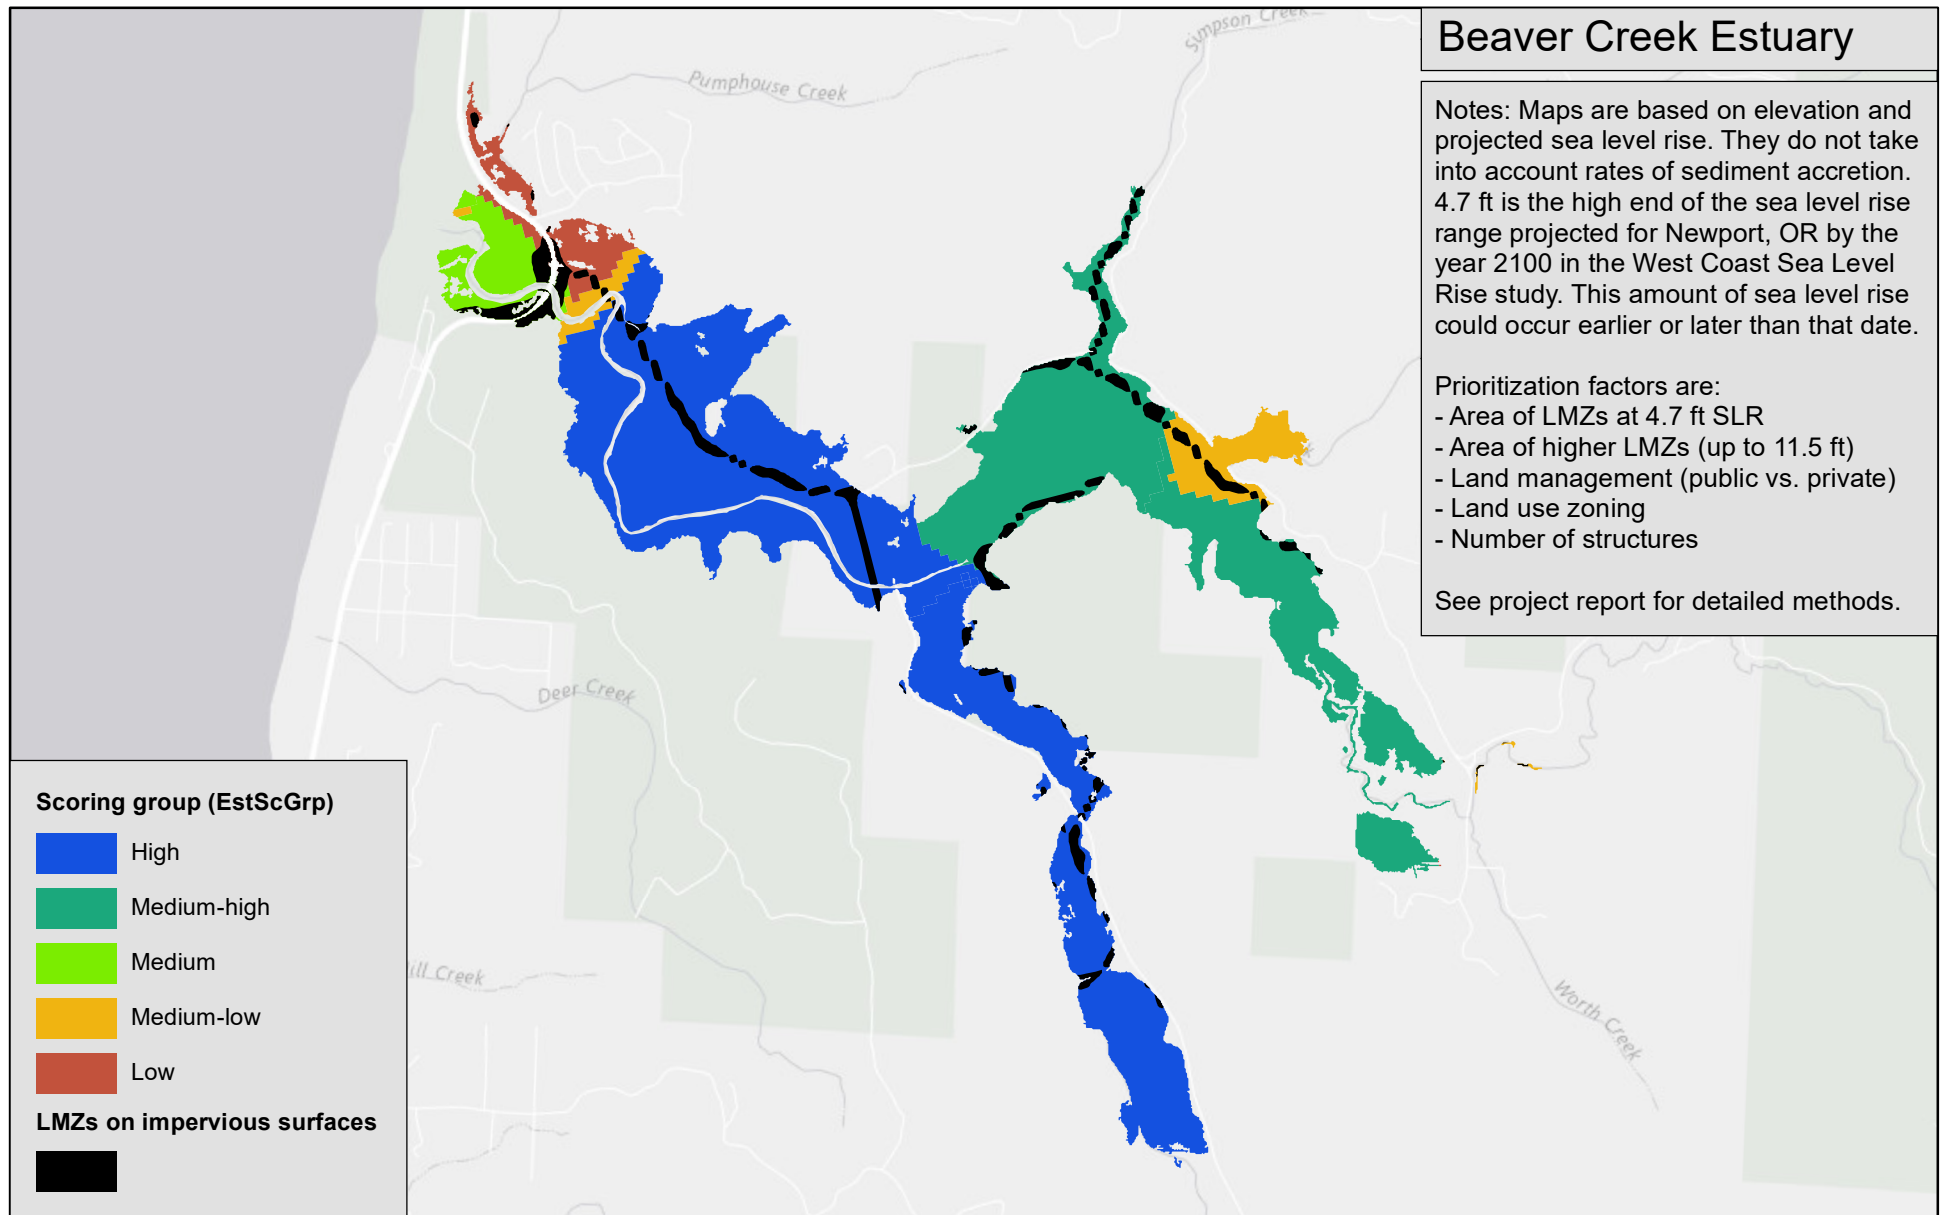 Beaver Creek Estuary
Notes: Maps are based on elevation and
projected sea level rise. They do not take
into account rates of sediment accretion.
4.7 ft is the high end of the sea level rise
range projected for Newport, OR by the
year 2100 in the West Coast Sea Level
Rise study. This amount of sea level rise
could occur earlier or later than that date.
Prioritization factors are:
- Area of LMZs at 4.7 ft SLR
- Area of higher LMZs (up to 11.5 ft)
- Land management (public vs. private)
- Land use zoning
- Number of structures
See project report for detailed methods.
Simpson Creek
Pumphouse Creek
Deer Creek
ill Creek
Worth Creek
Scoring group (EstScGrp)
High
Medium-high
Medium
Medium-low
Low
LMZs on impervious surfaces